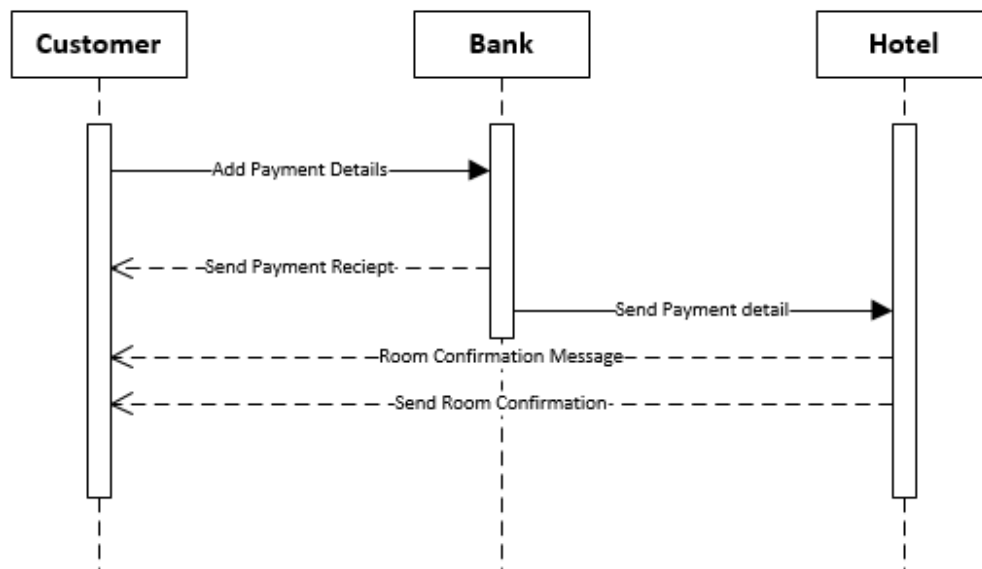 Customer
Bank
Hotel
Add Payment Details
Send Payment Reciept
Send Payment detail
Room Confirmation Message
Send Room Confirmation